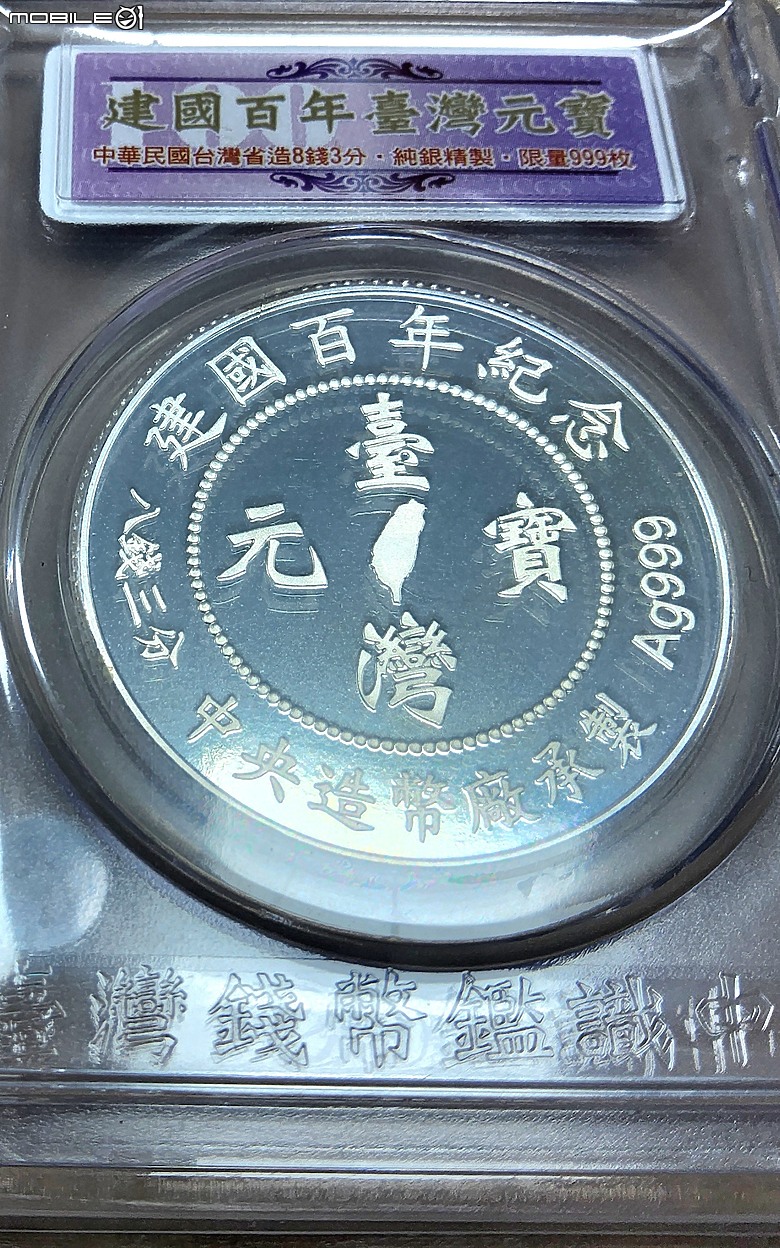 MOBILE01
建國百年臺灣元寶
中華民國台灣省造8錢3分·純銀精製·限量999枚
建國百年紀念
臺灣元寶
八錢三分
Ag999
中央造幣廠承製
臺灣錢幣鑑識中